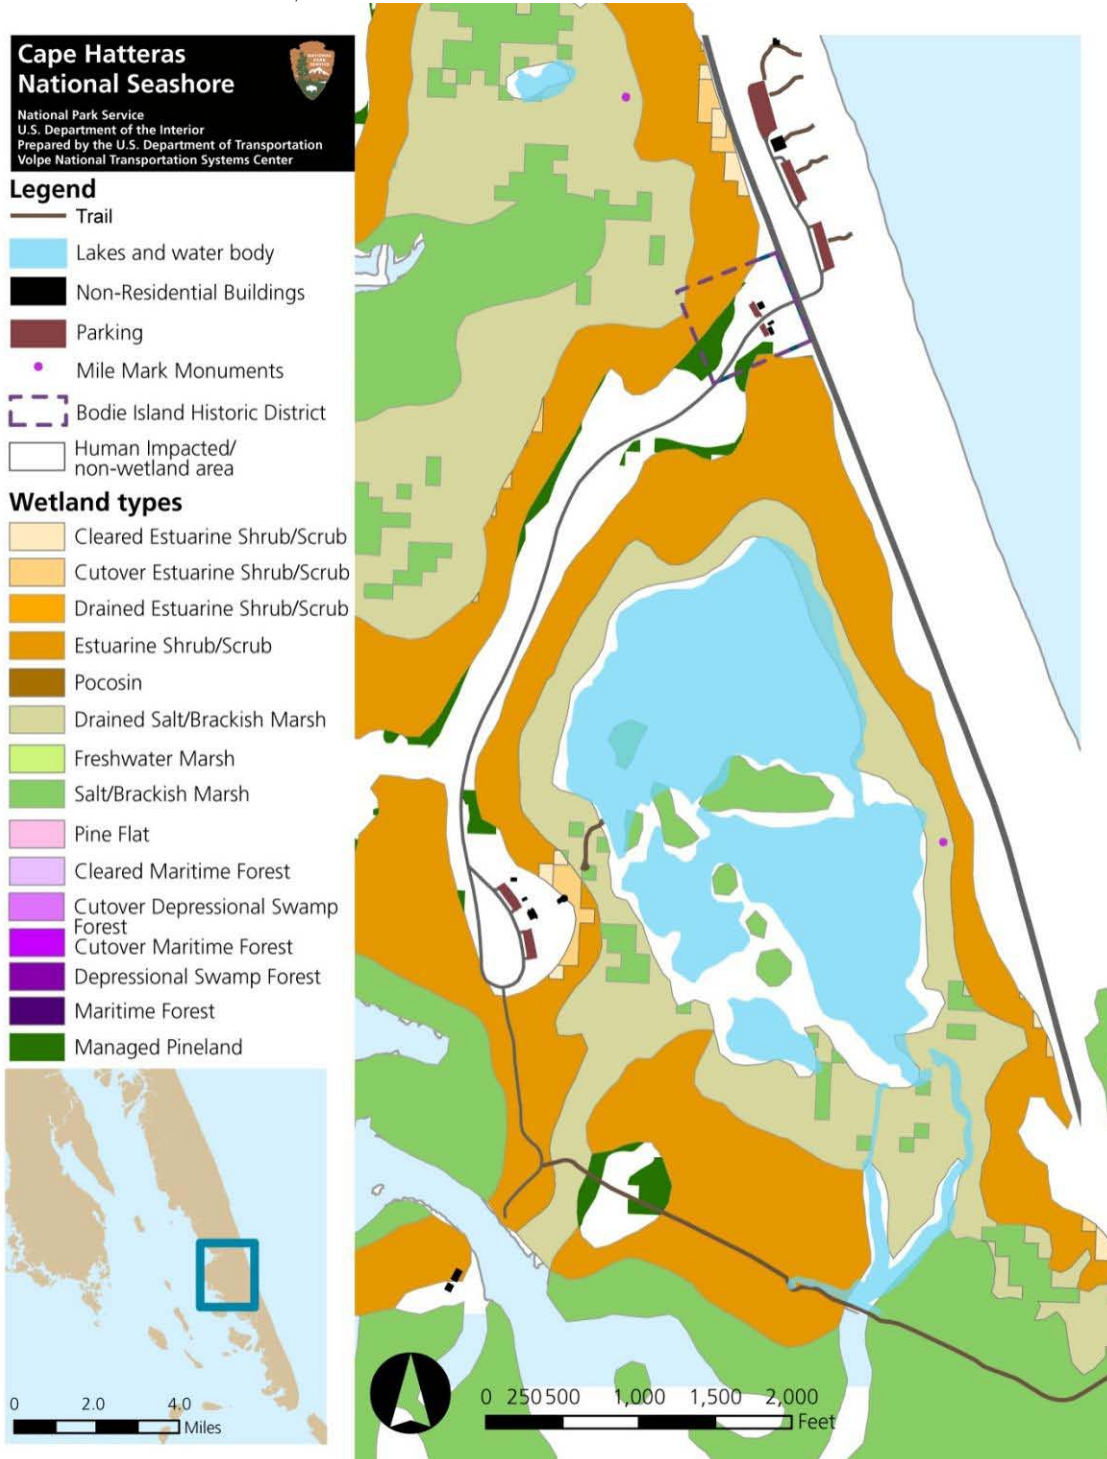 Cape Hatteras
National Seashore
National Park Service
U.S. Department of the Interior
Prepared by the U.S. Department of Transportation
Volpe National Transportation Systems Center
Legend
Trail
Lakes and water body
Non-Residential Buildings
Parking
Mile Mark Monuments
Bodie Island Historic District
Human Impacted/
non-wetland area
Wetland types
Cleared Estuarine Shrub/Scrub
Cutover Estuarine Shrub/Scrub
Drained Estuarine Shrub/Scrub
Estuarine Shrub/Scrub
Pocosin
Drained Salt/Brackish Marsh
Freshwater Marsh
Salt/Brackish Marsh
Pine Flat
Cleared Maritime Forest
Cutover Depressional Swamp
Forest
Cutover Maritime Forest
Depressional Swamp Forest
Maritime Forest
Managed Pineland
0 2.0 4.0
Miles
0 250 500 1,000 1,500 2,000
Feet